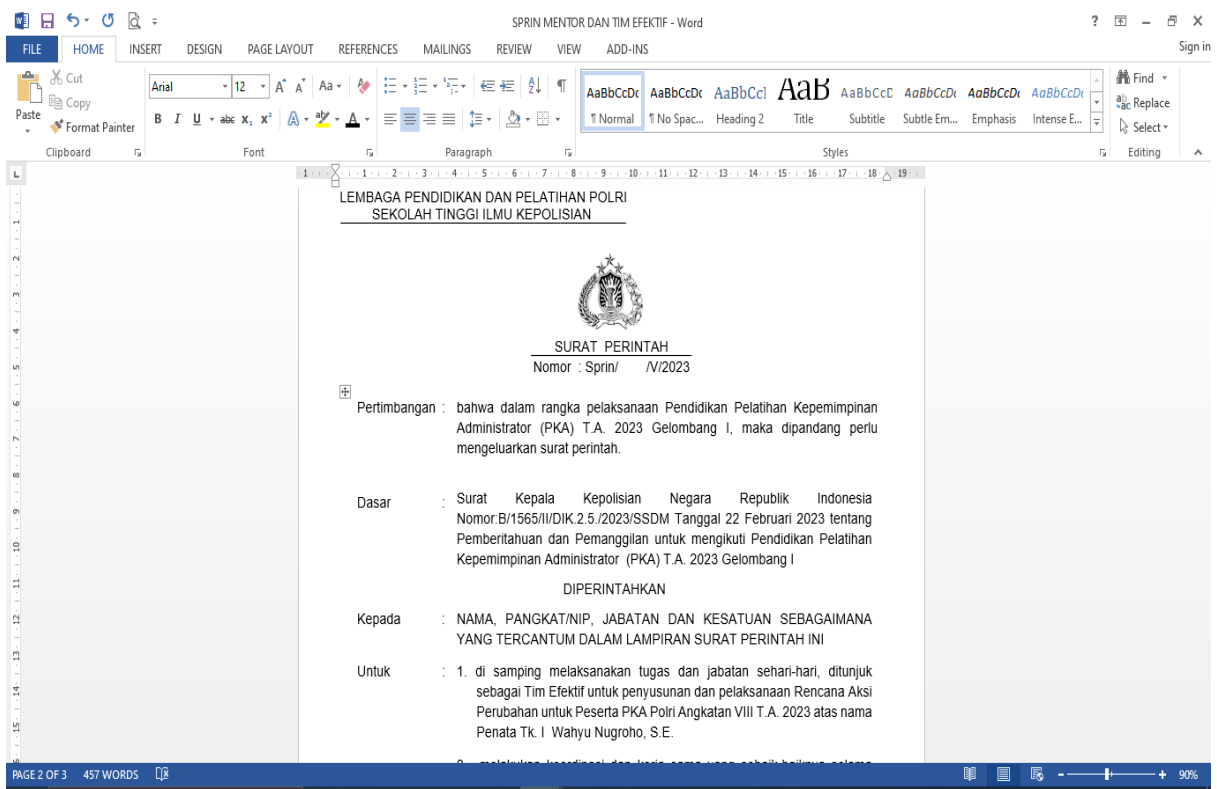 SPRIN MENTOR DAN TIM EFEKTIF - Word
FILE HOME INSERT DESIGN PAGE LAYOUT REFERENCES MAILINGS REVIEW VIEW ADD-INS Sign in
Cut
Copy
Format Painter
Paste
Clipboard
Arial 12
Font
Paragraph
AaBbCcDc AaBbCcDc AaBbCcI AaB AaBbCcD AaBbCcDc AaBbCcDc AaBbCcDc
¶ Normal ¶ No Spac... Heading 2 Title Subtitle Subtle Em... Emphasis Intense E...
Styles
Find
Replace
Select
Editing
LEMBAGA PENDIDIKAN DAN PELATIHAN POLRI
SEKOLAH TINGGI ILMU KEPOLISIAN
SURAT PERINTAH
Nomor : Sprin/ /V/2023
Pertimbangan : bahwa dalam rangka pelaksanaan Pendidikan Pelatihan Kepemimpinan
Administrator (PKA) T.A. 2023 Gelombang I, maka dipandang perlu
mengeluarkan surat perintah.
Dasar : Surat Kepala Kepolisian Negara Republik Indonesia
Nomor:B/1565/II/DIK.2.5./2023/SSDM Tanggal 22 Februari 2023 tentang
Pemberitahuan dan Pemanggilan untuk mengikuti Pendidikan Pelatihan
Kepemimpinan Administrator (PKA) T.A. 2023 Gelombang I
DIPERINTAHKAN
Kepada : NAMA, PANGKAT/NIP, JABATAN DAN KESATUAN SEBAGAIMANA
YANG TERCANTUM DALAM LAMPIRAN SURAT PERINTAH INI
Untuk : 1. di samping melaksanakan tugas dan jabatan sehari-hari, ditunjuk
sebagai Tim Efektif untuk penyusunan dan pelaksanaan Rencana Aksi
Perubahan untuk Peserta PKA Polri Angkatan VIII T.A. 2023 atas nama
Penata Tk. I Wahyu Nugroho, S.E.
PAGE 2 OF 3 457 WORDS 90%